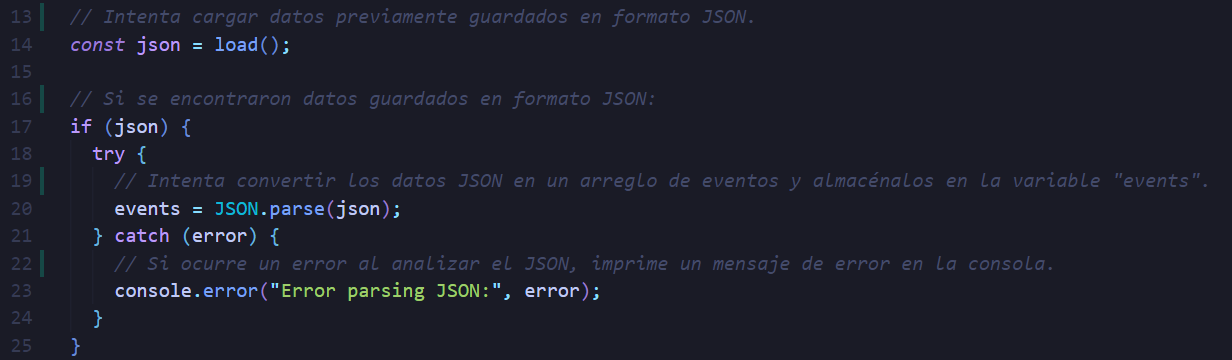 13 // Intenta cargar datos previamente guardados en formato JSON.
14 const json = load();
15
16 // Si se encontraron datos guardados en formato JSON:
17 if (json) {
18 try {
19 // Intenta convertir los datos JSON en un arreglo de eventos y almacénalos en la variable "events".
20 events = JSON.parse(json);
21 } catch (error) {
22 // Si ocurre un error al analizar el JSON, imprime un mensaje de error en la consola.
23 console.error("Error parsing JSON:", error);
24 }
25 }